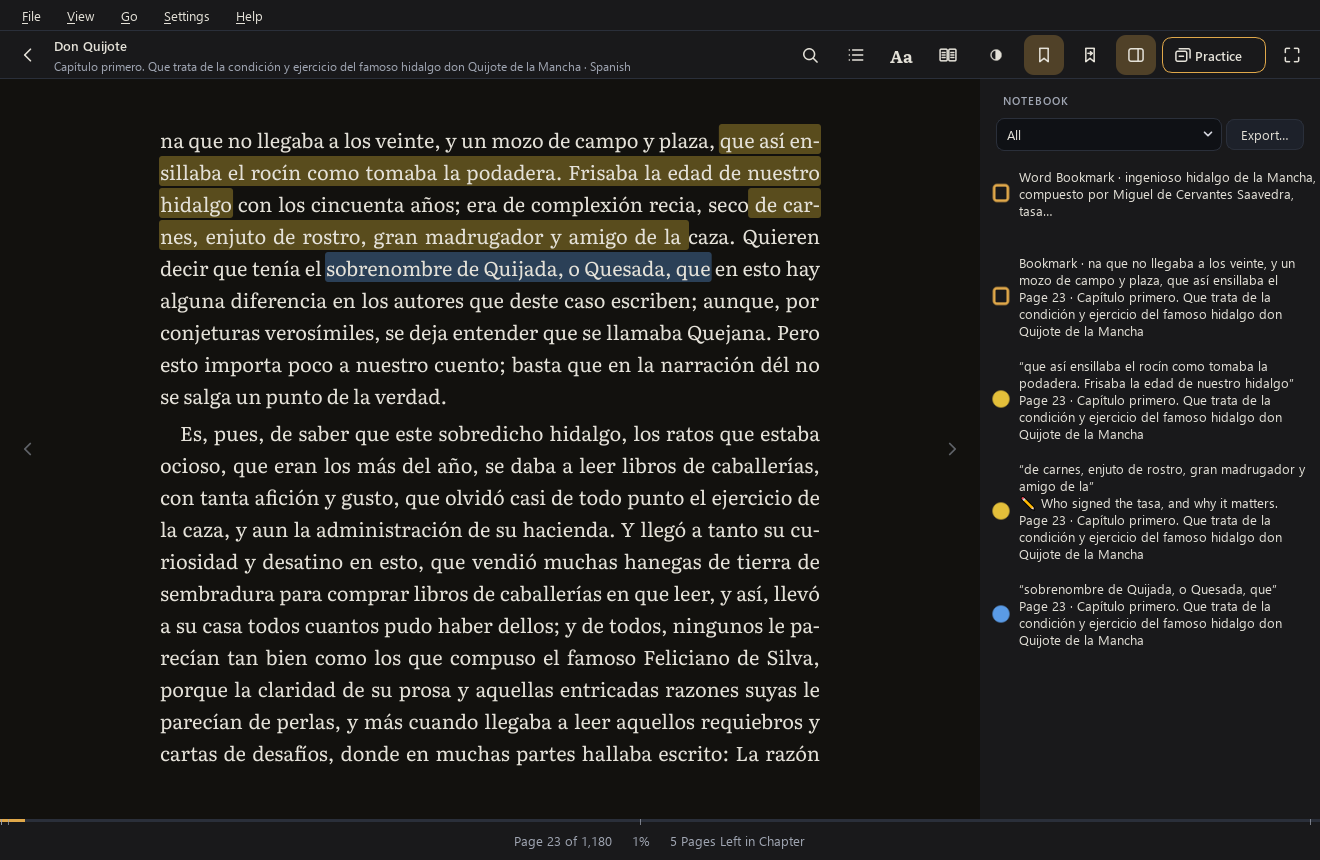 File View Go Settings Help
Don Quijote
Capítulo primero. Que trata de la condición y ejercicio del famoso hidalgo don Quijote de la Mancha · Spanish
Aa
Practice
na que no llegaba a los veinte, y un mozo de campo y plaza, que así en-
sillaba el rocín como tomaba la podadera. Frisaba la edad de nuestro
hidalgo con los cincuenta años; era de complexión recia, seco de car-
nes, enjuto de rostro, gran madrugador y amigo de la caza. Quieren
decir que tenía el sobrenombre de Quijada, o Quesada, que en esto hay
alguna diferencia en los autores que deste caso escriben; aunque, por
conjeturas verosímiles, se deja entender que se llamaba Quejana. Pero
esto importa poco a nuestro cuento; basta que en la narración dél no
se salga un punto de la verdad.
Es, pues, de saber que este sobredicho hidalgo, los ratos que estaba
ocioso, que eran los más del año, se daba a leer libros de caballerías,
con tanta afición y gusto, que olvidó casi de todo punto el ejercicio de
la caza, y aun la administración de su hacienda. Y llegó a tanto su cu-
riosidad y desatino en esto, que vendió muchas hanegas de tierra de
sembradura para comprar libros de caballerías en que leer, y así, llevó
a su casa todos cuantos pudo haber dellos; y de todos, ningunos le pa-
recían tan bien como los que compuso el famoso Feliciano de Silva,
porque la claridad de su prosa y aquellas entricadas razones suyas le
parecían de perlas, y más cuando llegaba a leer aquellos requiebros y
cartas de desafíos, donde en muchas partes hallaba escrito: La razón
NOTEBOOK
All
Export…
Word Bookmark · ingenioso hidalgo de la Mancha,
compuesto por Miguel de Cervantes Saavedra,
tasa…
Bookmark · na que no llegaba a los veinte, y un
mozo de campo y plaza, que así ensillaba el
Page 23 · Capítulo primero. Que trata de la
condición y ejercicio del famoso hidalgo don
Quijote de la Mancha
“que así ensillaba el rocín como tomaba la
podadera. Frisaba la edad de nuestro hidalgo”
Page 23 · Capítulo primero. Que trata de la
condición y ejercicio del famoso hidalgo don
Quijote de la Mancha
“de carnes, enjuto de rostro, gran madrugador y
amigo de la”
Who signed the tasa, and why it matters.
Page 23 · Capítulo primero. Que trata de la
condición y ejercicio del famoso hidalgo don
Quijote de la Mancha
“sobrenombre de Quijada, o Quesada, que”
Page 23 · Capítulo primero. Que trata de la
condición y ejercicio del famoso hidalgo don
Quijote de la Mancha
Page 23 of 1,180 1% 5 Pages Left in Chapter